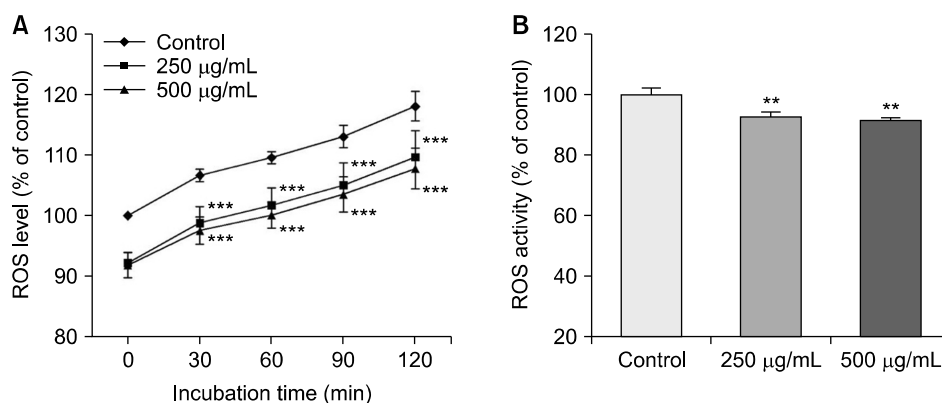 A
130
120
110
100
90
80
ROS level (% of control)
Control
250 μg/mL
500 μg/mL
***
***
***
***
***
***
***
***
0 30 60 90 120
Incubation time (min)
B
120
100
80
60
40
20
ROS activity (% of control)
**
**
Control 250 μg/mL 500 μg/mL